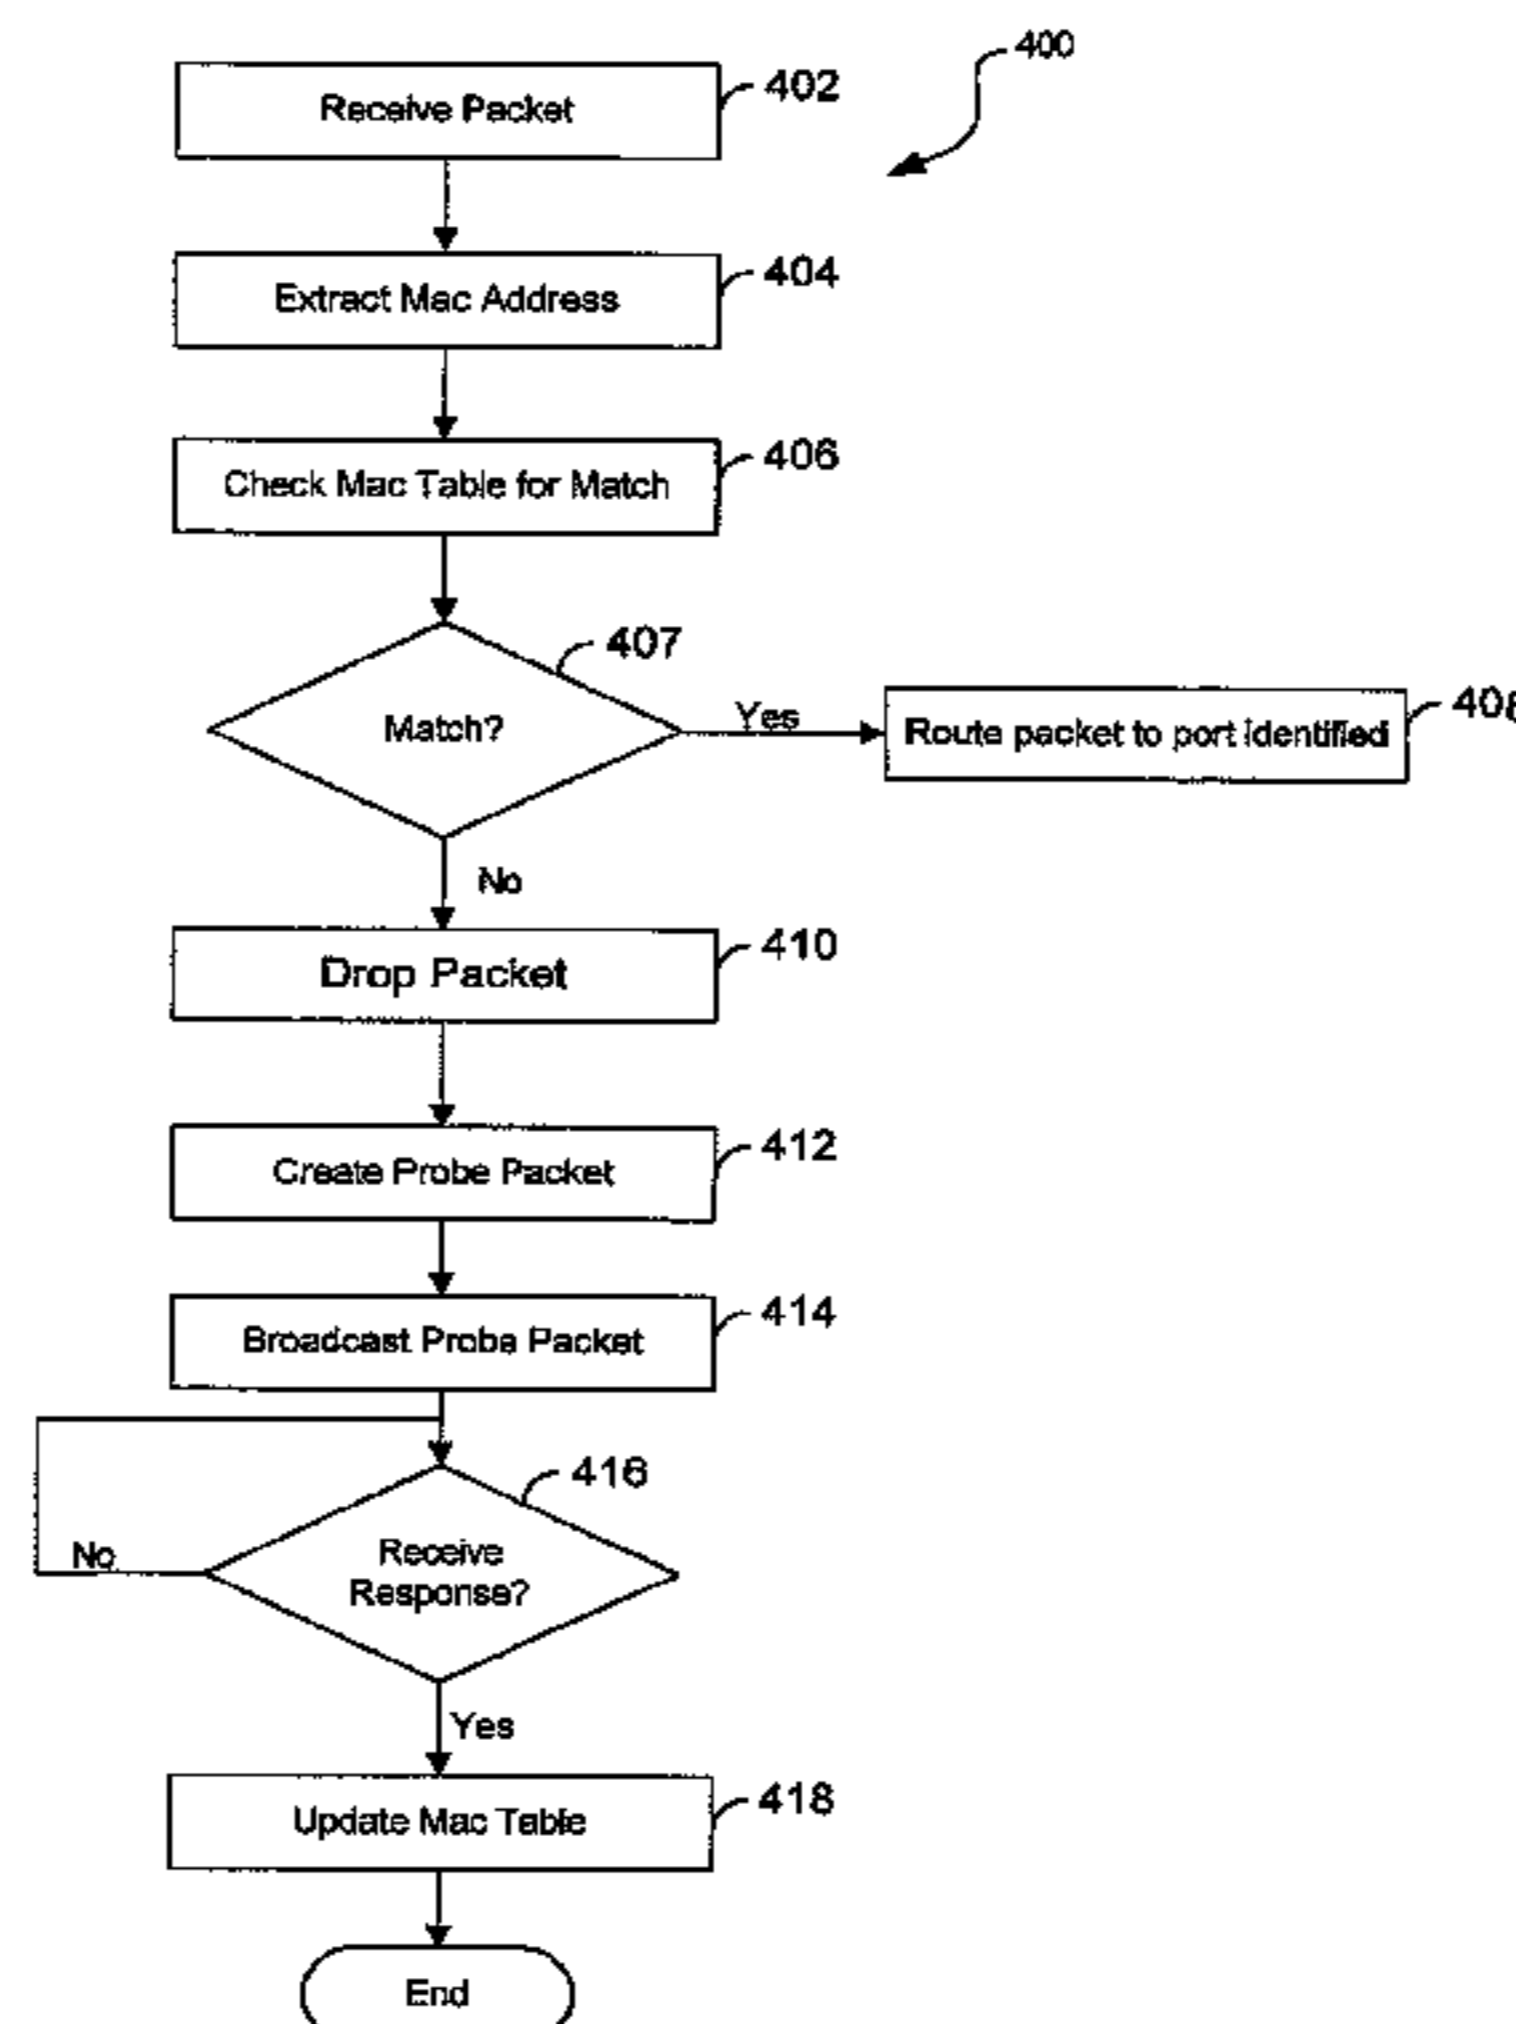 400
Receive Packet
402
Extract Mac Address
404
Check Mac Table for Match
406
407
Match?
Yes
Route packet to port identified
No
Drop Packet
410
Create Probe Packet
412
Broadcast Probe Packet
414
416
Receive
Response?
No
Yes
Update Mac Table
418
End